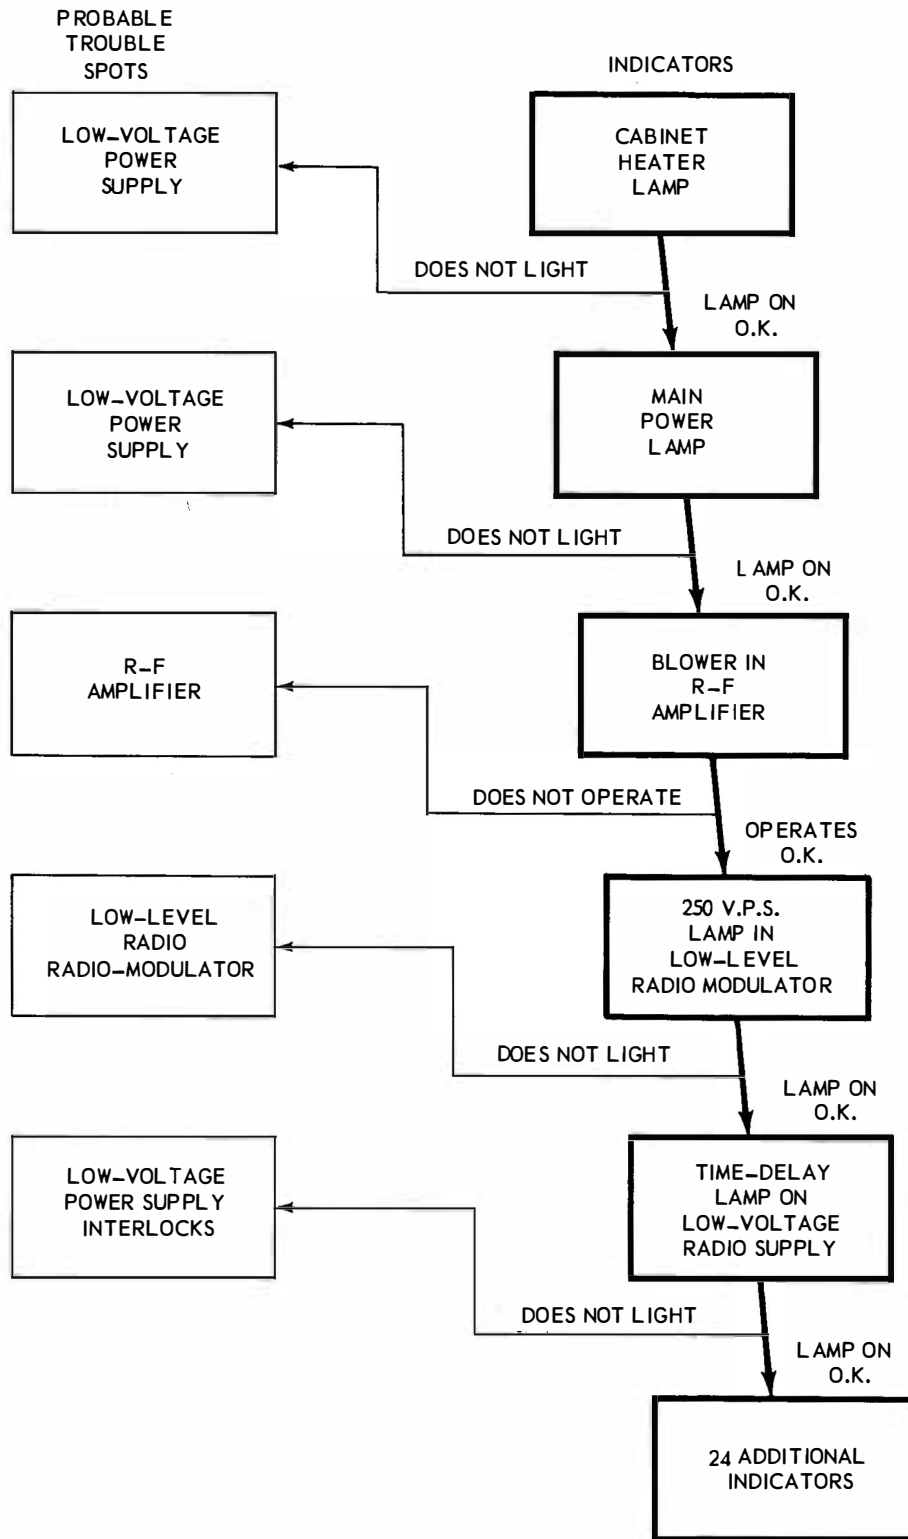 PROBABLE
TROUBLE
SPOTS
INDICATORS
LOW-VOLTAGE
POWER
SUPPLY
CABINET
HEATER
LAMP
DOES NOT LIGHT
LAMP ON
O.K.
LOW-VOLTAGE
POWER
SUPPLY
MAIN
POWER
LAMP
DOES NOT LIGHT
LAMP ON
O.K.
R-F
AMPLIFIER
BLOWER IN
R-F
AMPLIFIER
DOES NOT OPERATE
OPERATES
O.K.
LOW-LEVEL
RADIO
RADIO-MODULATOR
250 V.P.S.
LAMP IN
LOW-LEVEL
RADIO MODULATOR
DOES NOT LIGHT
LAMP ON
O.K.
LOW-VOLTAGE
POWER SUPPLY
INTERLOCKS
TIME-DELAY
LAMP ON
LOW-VOLTAGE
RADIO SUPPLY
DOES NOT LIGHT
LAMP ON
O.K.
24 ADDITIONAL
INDICATORS